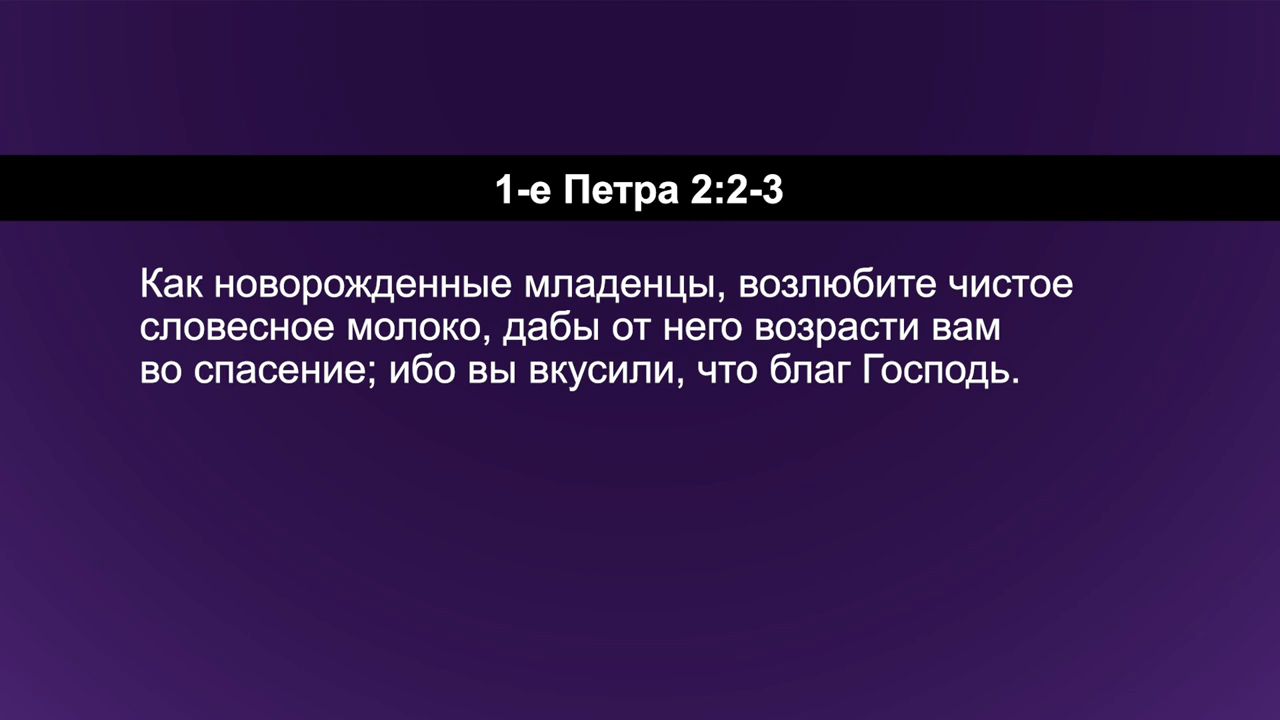 1-е Петра 2:2-3
Как новорожденные младенцы, возлюбите чистое
словесное молоко, дабы от него возрасти вам
во спасение; ибо вы вкусили, что благ Господь.